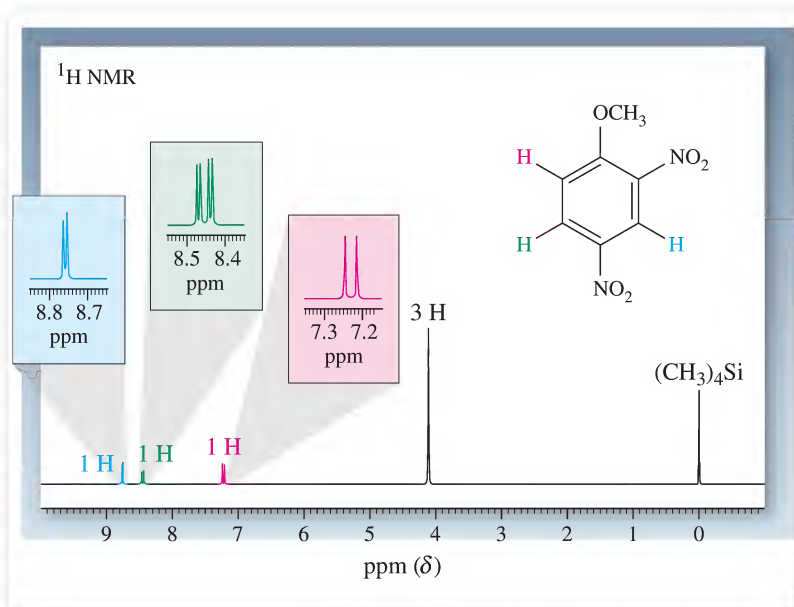 ¹H NMR
OCH₃
H
NO₂
H
H
NO₂
8.8 8.7
ppm
8.5 8.4
ppm
7.3 7.2
ppm
3 H
(CH₃)₄Si
1 H
1 H
1 H
9 8 7 6 5 4 3 2 1 0
ppm (δ)